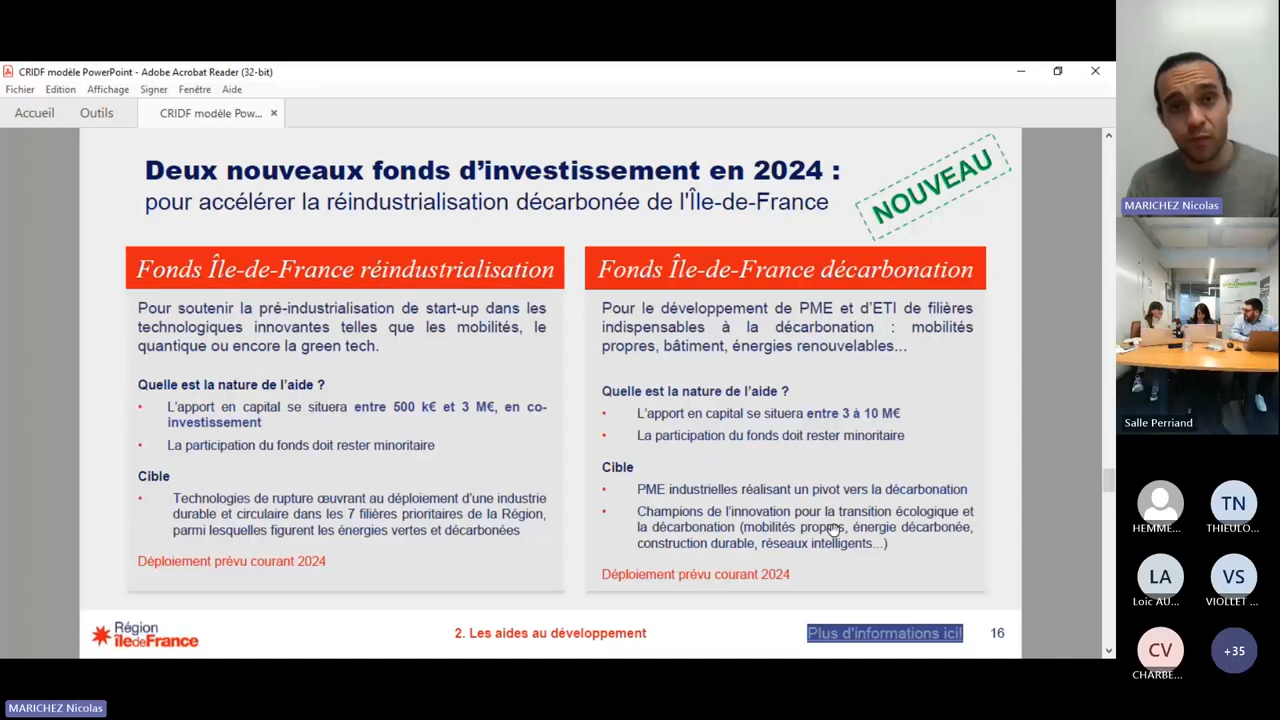 CRIDF modèle PowerPoint - Adobe Acrobat Reader (32-bit)
Fichier Edition Affichage Signer Fenêtre Aide
Accueil Outils CRIDF modèle Pow... ×
Deux nouveaux fonds d'investissement en 2024 :
pour accélérer la réindustrialisation décarbonée de l'Île-de-France
NOUVEAU
Fonds Île-de-France réindustrialisation
Pour soutenir la pré-industrialisation de start-up dans les
technologiques innovantes telles que les mobilités, le
quantique ou encore la green tech.
Quelle est la nature de l'aide ?
• L'apport en capital se situera entre 500 k€ et 3 M€, en co-
investissement
• La participation du fonds doit rester minoritaire
Cible
• Technologies de rupture œuvrant au déploiement d'une industrie
durable et circulaire dans les 7 filières prioritaires de la Région,
parmi lesquelles figurent les énergies vertes et décarbonées
Déploiement prévu courant 2024
Fonds Île-de-France décarbonation
Pour le développement de PME et d'ETI de filières
indispensables à la décarbonation : mobilités
propres, bâtiment, énergies renouvelables...
Quelle est la nature de l'aide ?
• L'apport en capital se situera entre 3 à 10 M€
• La participation du fonds doit rester minoritaire
Cible
• PME industrielles réalisant un pivot vers la décarbonation
• Champions de l'innovation pour la transition écologique et
la décarbonation (mobilités propres, énergie décarbonée,
construction durable, réseaux intelligents...)
Déploiement prévu courant 2024
Région
îledeFrance
2. Les aides au développement
Plus d'informations ici!
16
MARICHEZ Nicolas
Salle Perriand
HEMME...
TN
THIEULO...
LA
Loic AU...
VS
VIOLLET ...
CV
CHARBE...
+35
MARICHEZ Nicolas